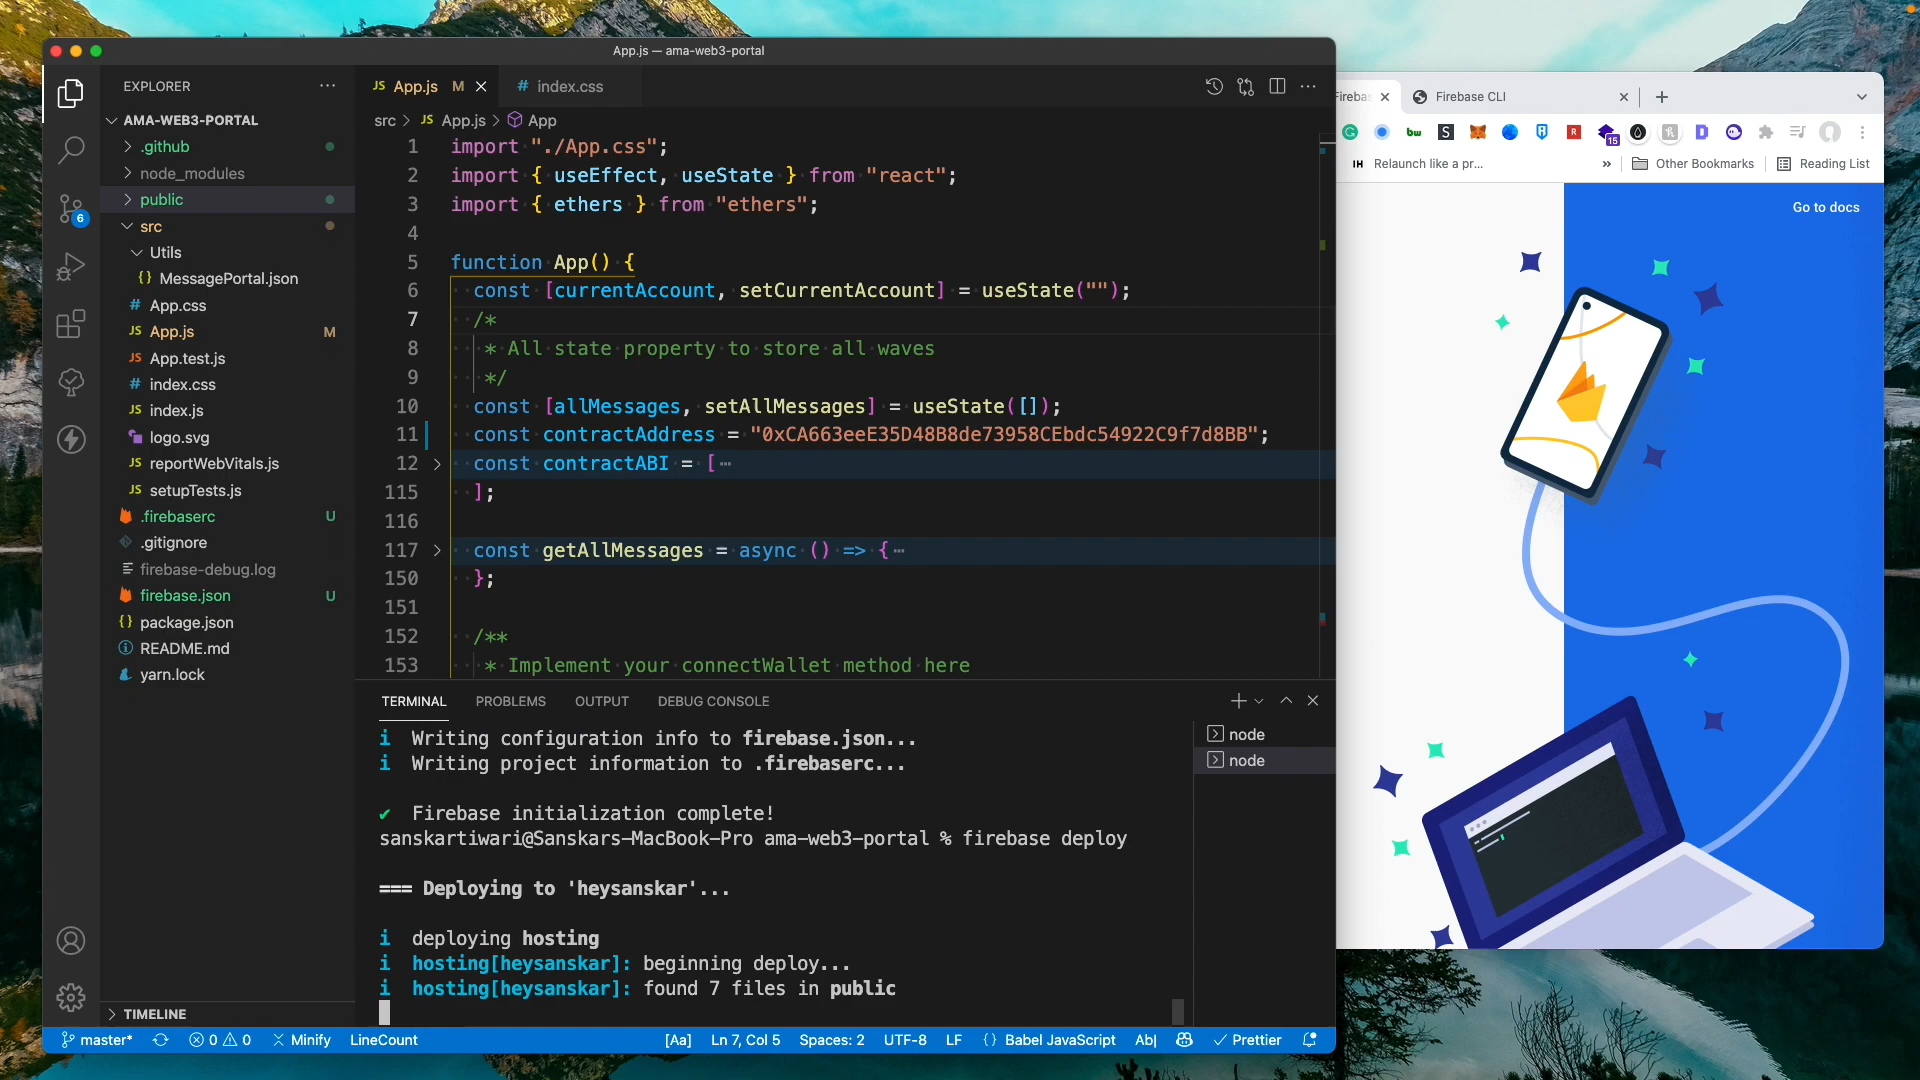 App.js — ama-web3-portal
EXPLORER
AMA-WEB3-PORTAL
.github
node_modules
public
src
Utils
{} MessagePortal.json
# App.css
JS App.js M
JS App.test.js
# index.css
JS index.js
logo.svg
JS reportWebVitals.js
JS setupTests.js
.firebaserc U
.gitignore
firebase-debug.log
firebase.json U
{} package.json
README.md
yarn.lock
TIMELINE
6
JS App.js M
# index.css
src > JS App.js > App
1 import "./App.css";
2 import { useEffect, useState } from "react";
3 import { ethers } from "ethers";
4
5 function App() {
6 const [currentAccount, setCurrentAccount] = useState("");
7 /*
8 * All state property to store all waves
9 */
10 const [allMessages, setAllMessages] = useState([]);
11 const contractAddress = "0xCA663eeE35D48B8de73958CEbdc54922C9f7d8BB";
12 const contractABI = [ …
115 ];
116
117 const getAllMessages = async () => { …
150 };
151
152 /**
153 * Implement your connectWallet method here
TERMINAL PROBLEMS OUTPUT DEBUG CONSOLE
i Writing configuration info to firebase.json...
i Writing project information to .firebaserc...
✔ Firebase initialization complete!
sanskartiwari@Sanskars-MacBook-Pro ama-web3-portal % firebase deploy
=== Deploying to 'heysanskar'...
i deploying hosting
i hosting[heysanskar]: beginning deploy...
i hosting[heysanskar]: found 7 files in public
node
node
master* 0 0 Minify LineCount [Aa] Ln 7, Col 5 Spaces: 2 UTF-8 LF {} Babel JavaScript Ab| Prettier
Firebas
Firebase CLI
bw S R 15 D
IH Relaunch like a pr... » Other Bookmarks Reading List
Go to docs